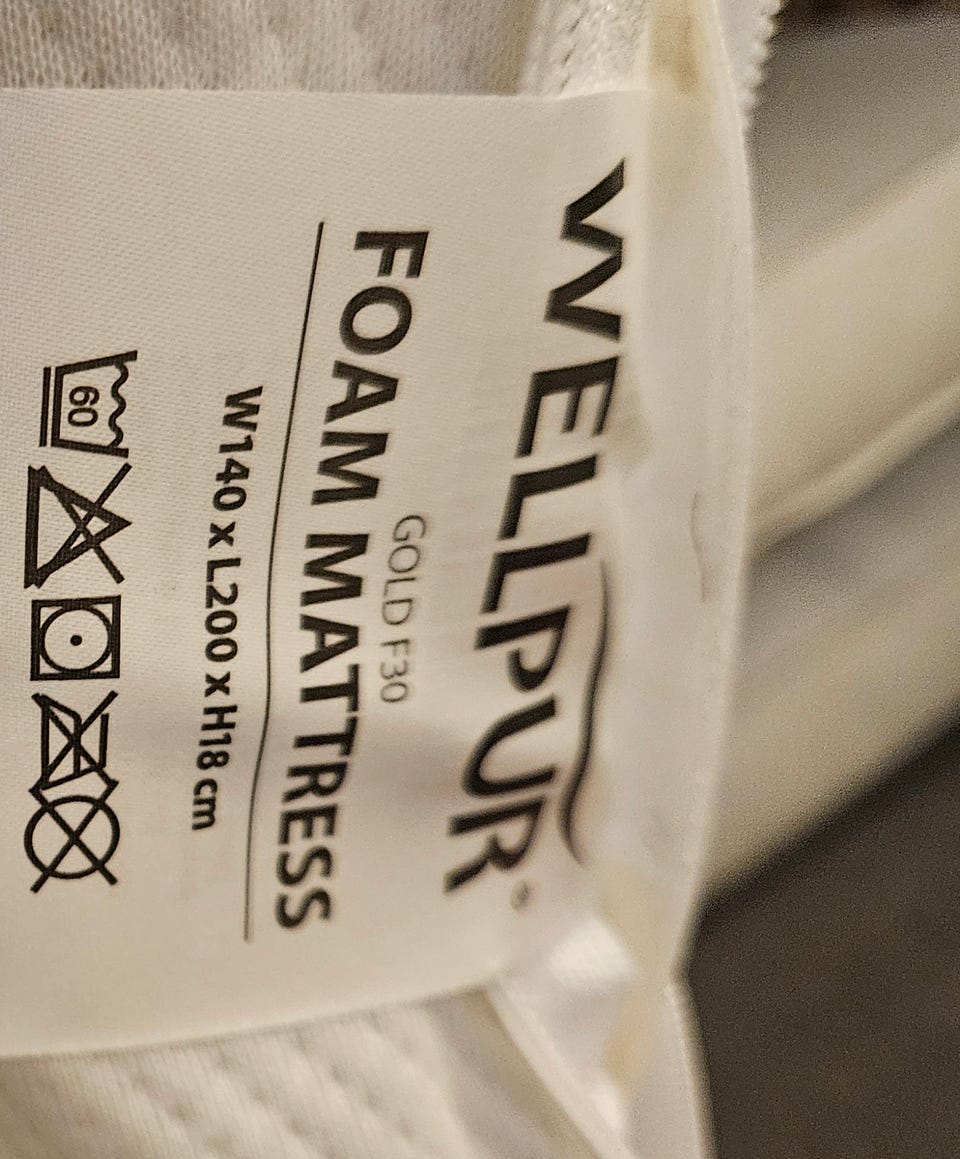 WELLPUR®
GOLD F30
FOAM MATTRESS
W140 x L200 x H18 cm
60